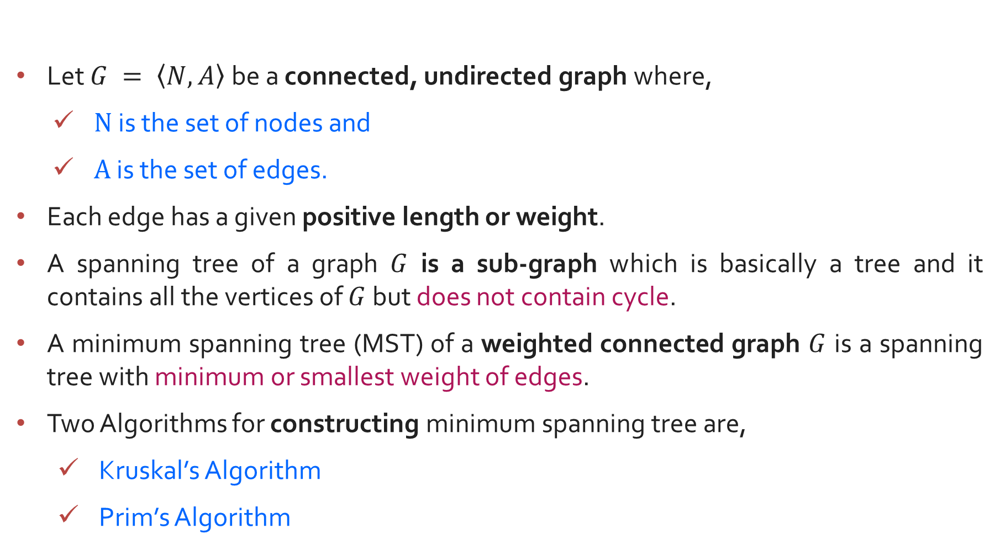 • Let G = ⟨N, A⟩ be a connected, undirected graph where,
✓ N is the set of nodes and
✓ A is the set of edges.
• Each edge has a given positive length or weight.
• A spanning tree of a graph G is a sub-graph which is basically a tree and it
contains all the vertices of G but does not contain cycle.
• A minimum spanning tree (MST) of a weighted connected graph G is a spanning
tree with minimum or smallest weight of edges.
• Two Algorithms for constructing minimum spanning tree are,
✓ Kruskal’s Algorithm
✓ Prim’s Algorithm